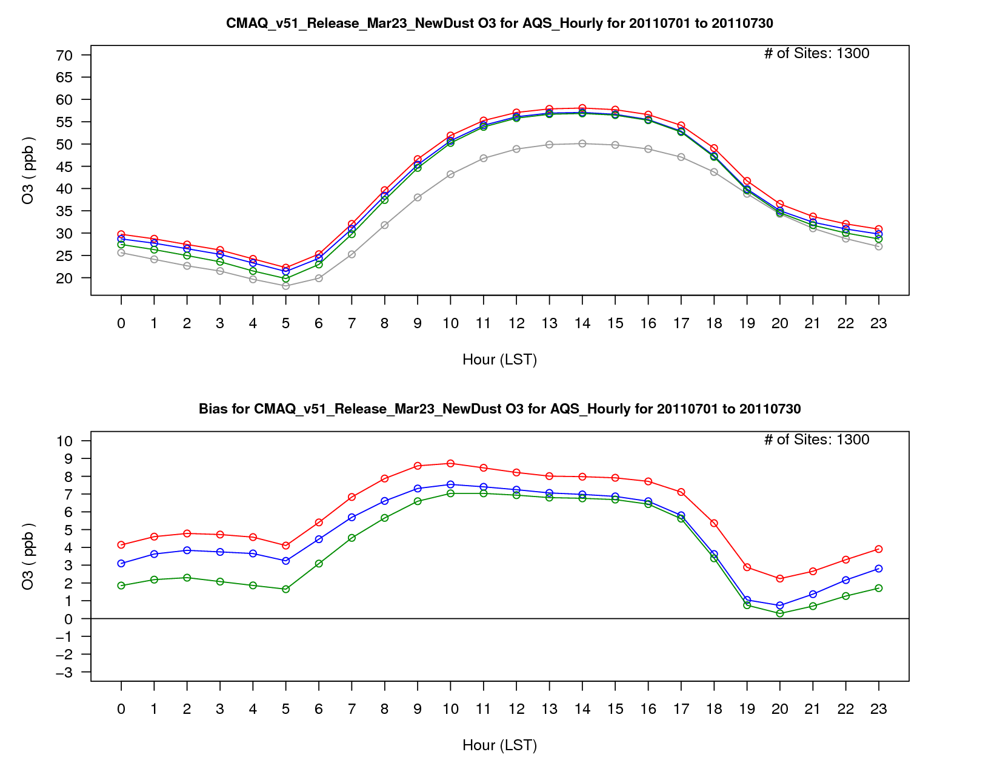 CMAQ_v51_Release_Mar23_NewDust O3 for AQS_Hourly for 20110701 to 20110730
# of Sites: 1300
70
65
60
55
50
45
40
35
30
25
20
O3 ( ppb )
0 1 2 3 4 5 6 7 8 9 10 11 12 13 14 15 16 17 18 19 20 21 22 23
Hour (LST)
Bias for CMAQ_v51_Release_Mar23_NewDust O3 for AQS_Hourly for 20110701 to 20110730
# of Sites: 1300
10
9
8
7
6
5
4
3
2
1
0
−1
−2
−3
O3 ( ppb )
0 1 2 3 4 5 6 7 8 9 10 11 12 13 14 15 16 17 18 19 20 21 22 23
Hour (LST)